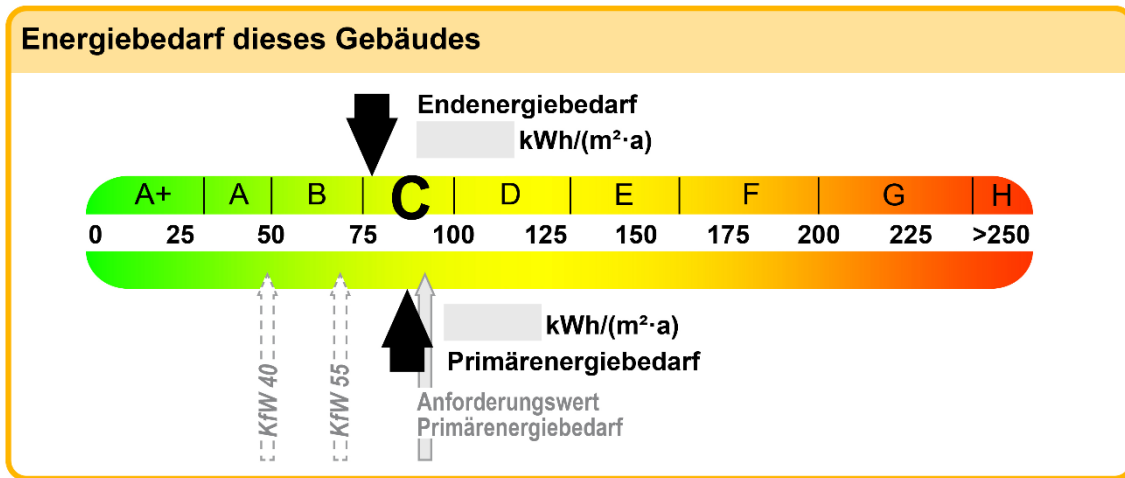 Energiebedarf dieses Gebäudes
Endenergiebedarf
kWh/(m²·a)
A+ A B C D E F G H
0 25 50 75 100 125 150 175 200 225 >250
kWh/(m²·a)
Primärenergiebedarf
KfW 40
KfW 55
Anforderungswert
Primärenergiebedarf